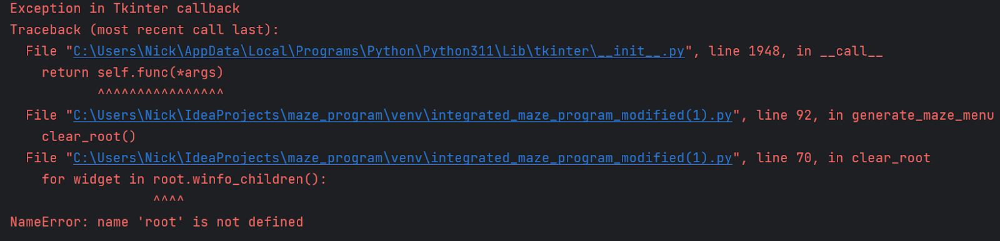 Exception in Tkinter callback
Traceback (most recent call last):
  File "C:\Users\Nick\AppData\Local\Programs\Python\Python311\Lib\tkinter\__init__.py", line 1948, in __call__
    return self.func(*args)
           ^^^^^^^^^^^^^^^^
  File "C:\Users\Nick\IdeaProjects\maze_program\venv\integrated_maze_program_modified(1).py", line 92, in generate_maze_menu
    clear_root()
  File "C:\Users\Nick\IdeaProjects\maze_program\venv\integrated_maze_program_modified(1).py", line 70, in clear_root
    for widget in root.winfo_children():
                  ^^^^
NameError: name 'root' is not defined